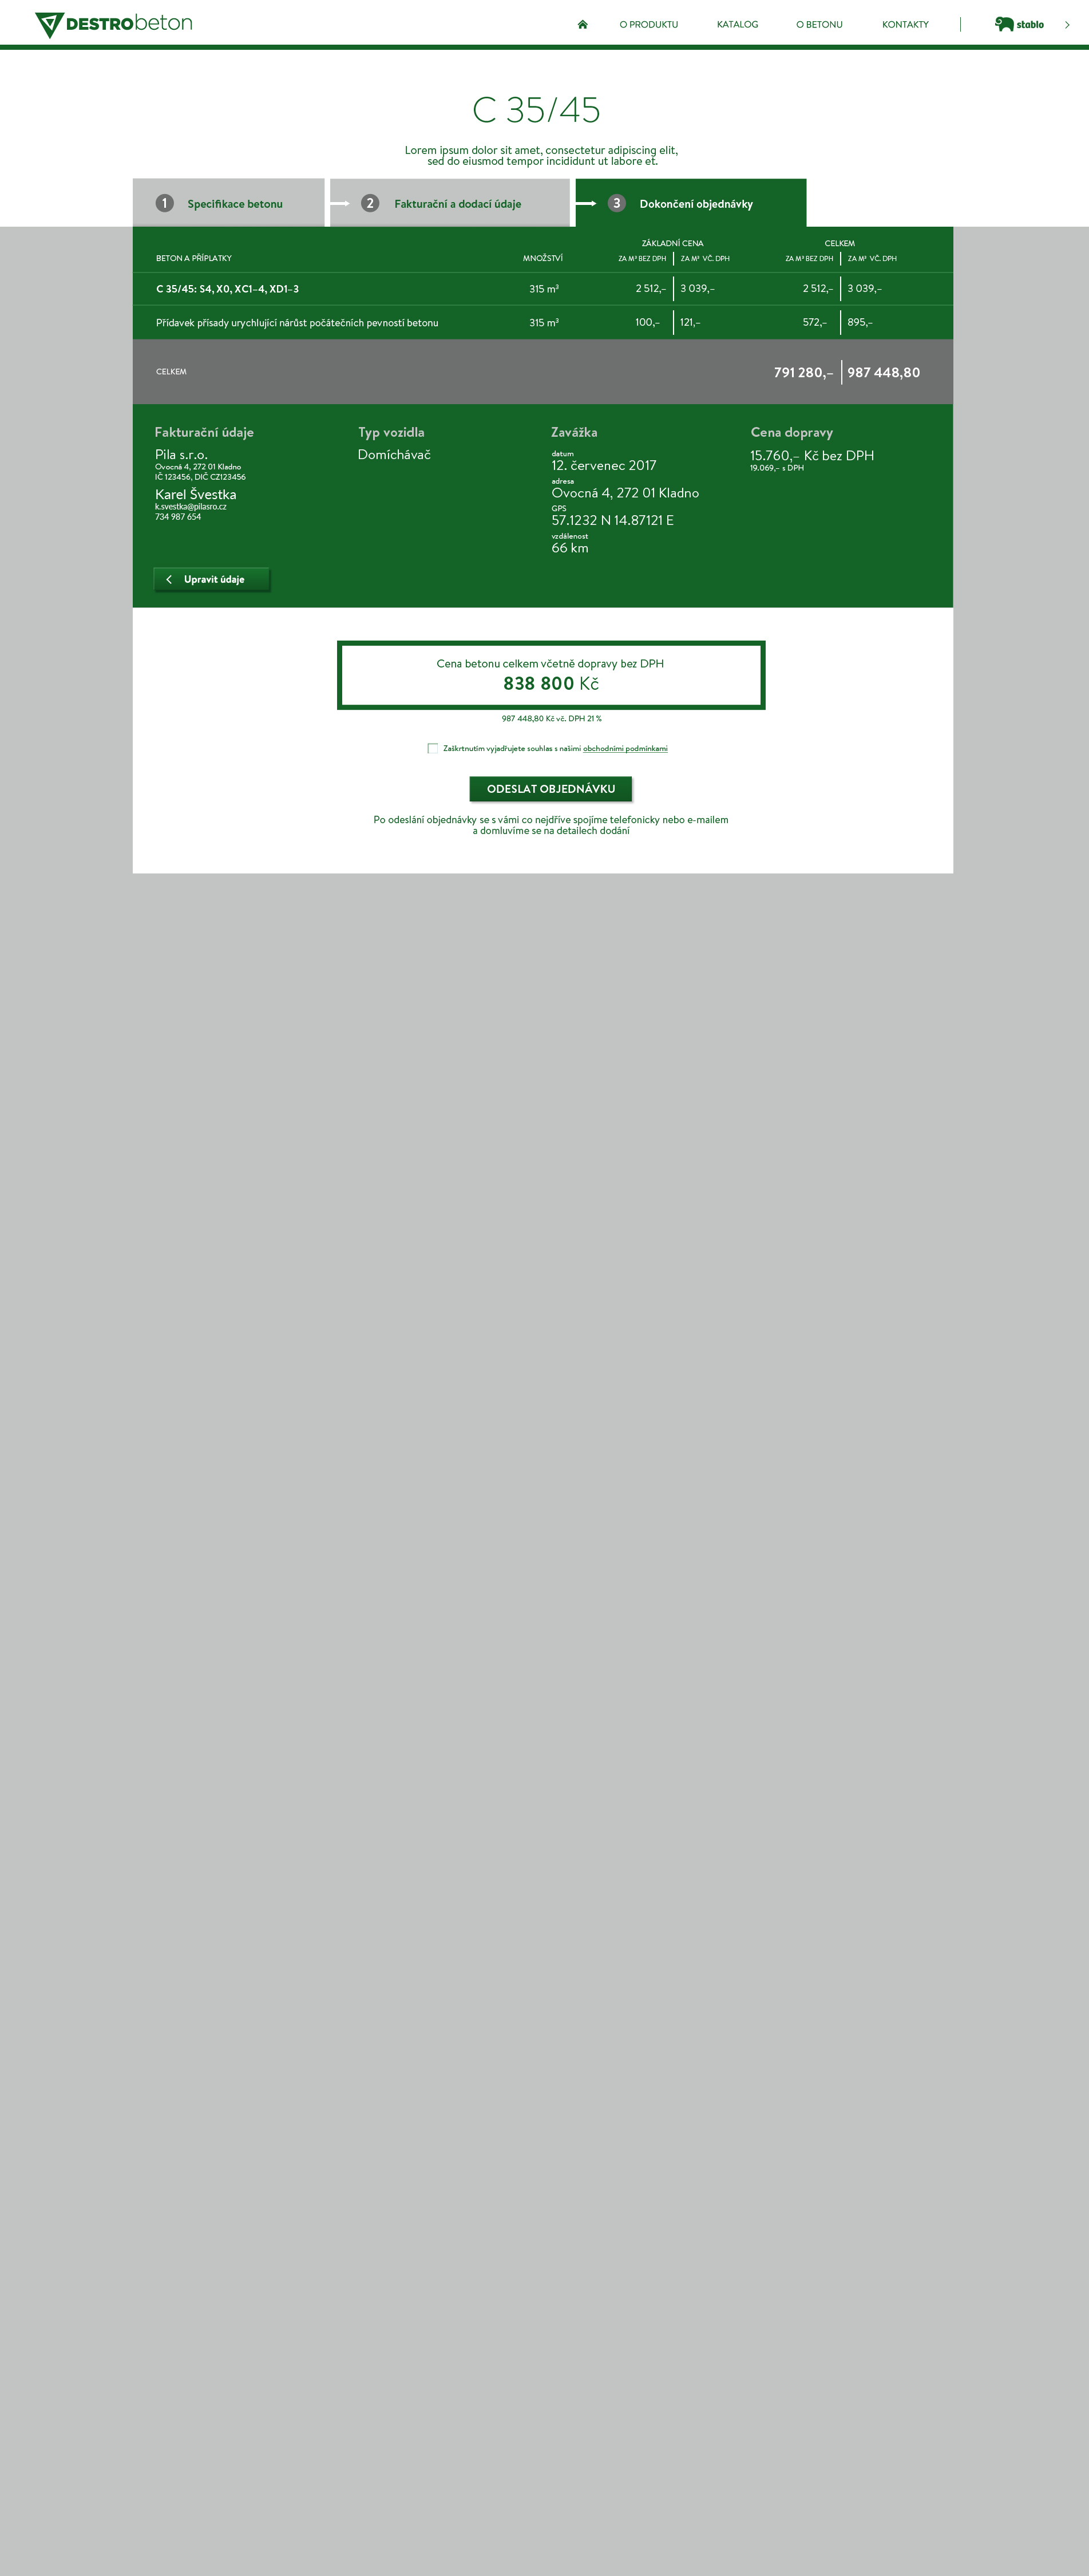 DESTRObeton
O PRODUKTU KATALOG O BETONU KONTAKTY stablo
C 35/45
Lorem ipsum dolor sit amet, consectetur adipiscing elit,
sed do eiusmod tempor incididunt ut labore et.
1 Specifikace betonu 2 Fakturační a dodací údaje 3 Dokončení objednávky
ZÁKLADNÍ CENA CELKEM
BETON A PŘÍPLATKY MNOŽSTVÍ ZA M³ BEZ DPH ZA M³ VČ. DPH ZA M³ BEZ DPH ZA M³ VČ. DPH
C 35/45: S4, X0, XC1–4, XD1–3 315 m³ 2 512,– 3 039,– 2 512,– 3 039,–
Přídavek přísady urychlující nárůst počátečních pevností betonu 315 m³ 100,– 121,– 572,– 895,–
CELKEM 791 280,– 987 448,80
Fakturační údaje
Pila s.r.o.
Ovocná 4, 272 01 Kladno
IČ 123456, DIČ CZ123456
Karel Švestka
k.svestka@pilasro.cz
734 987 654
Typ vozidla
Domíchávač
Zavážka
datum
12. červenec 2017
adresa
Ovocná 4, 272 01 Kladno
GPS
57.1232 N 14.87121 E
vzdálenost
66 km
Cena dopravy
15.760,– Kč bez DPH
19.069,– s DPH
Upravit údaje
Cena betonu celkem včetně dopravy bez DPH
838 800 Kč
987 448,80 Kč vč. DPH 21 %
Zaškrtnutím vyjadřujete souhlas s našimi obchodními podmínkami
ODESLAT OBJEDNÁVKU
Po odeslání objednávky se s vámi co nejdříve spojíme telefonicky nebo e-mailem
a domluvíme se na detailech dodání